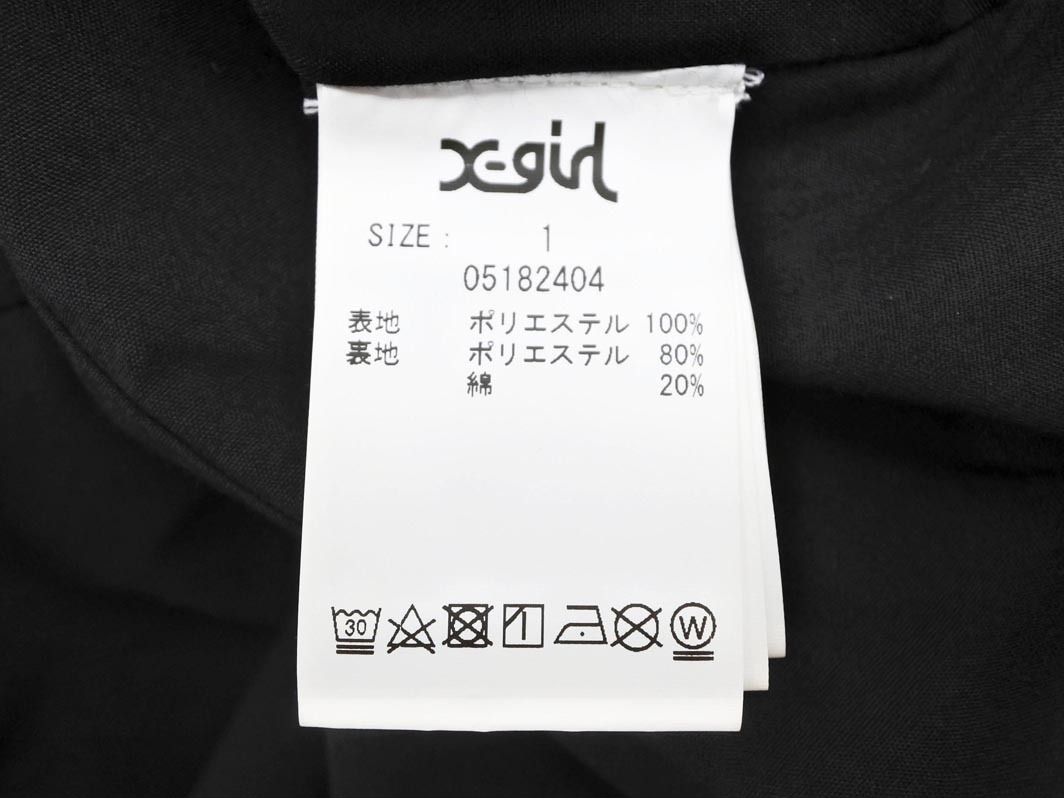 x-girl
SIZE : 1
05182404
表地 ポリエステル 100%
裏地 ポリエステル 80%
綿 20%
30 W